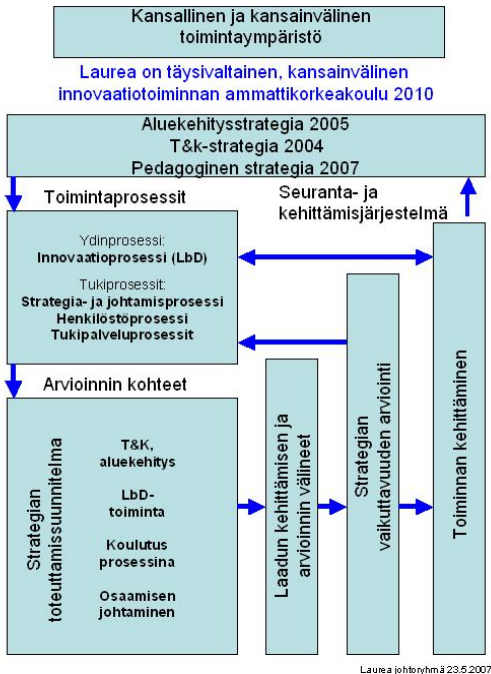 Kansallinen ja kansainvälinen
toimintaympäristö
Laurea on täysivaltainen, kansainvälinen
innovaatiotoiminnan ammattikorkeakoulu 2010
Aluekehitysstrategia 2005
T&k-strategia 2004
Pedagoginen strategia 2007
Toimintaprosessit
Seuranta- ja
kehittämisjärjestelmä
Ydinprosessi:
Innovaatioprosessi (LbD)
Tukiprosessit:
Strategia- ja johtamisprosessi
Henkilöstöprosessi
Tukipalveluprosessit
Arvioinnin kohteet
Strategian
toteuttamissuunnitelma
T&K,
aluekehitys
LbD-
toiminta
Koulutus
prosessina
Osaamisen
johtaminen
Laadun kehittämisen ja
arvioinnin välineet
Strategian
vaikuttavuuden arviointi
Toiminnan kehittäminen
Laurea johtoryhmä 23.5.2007